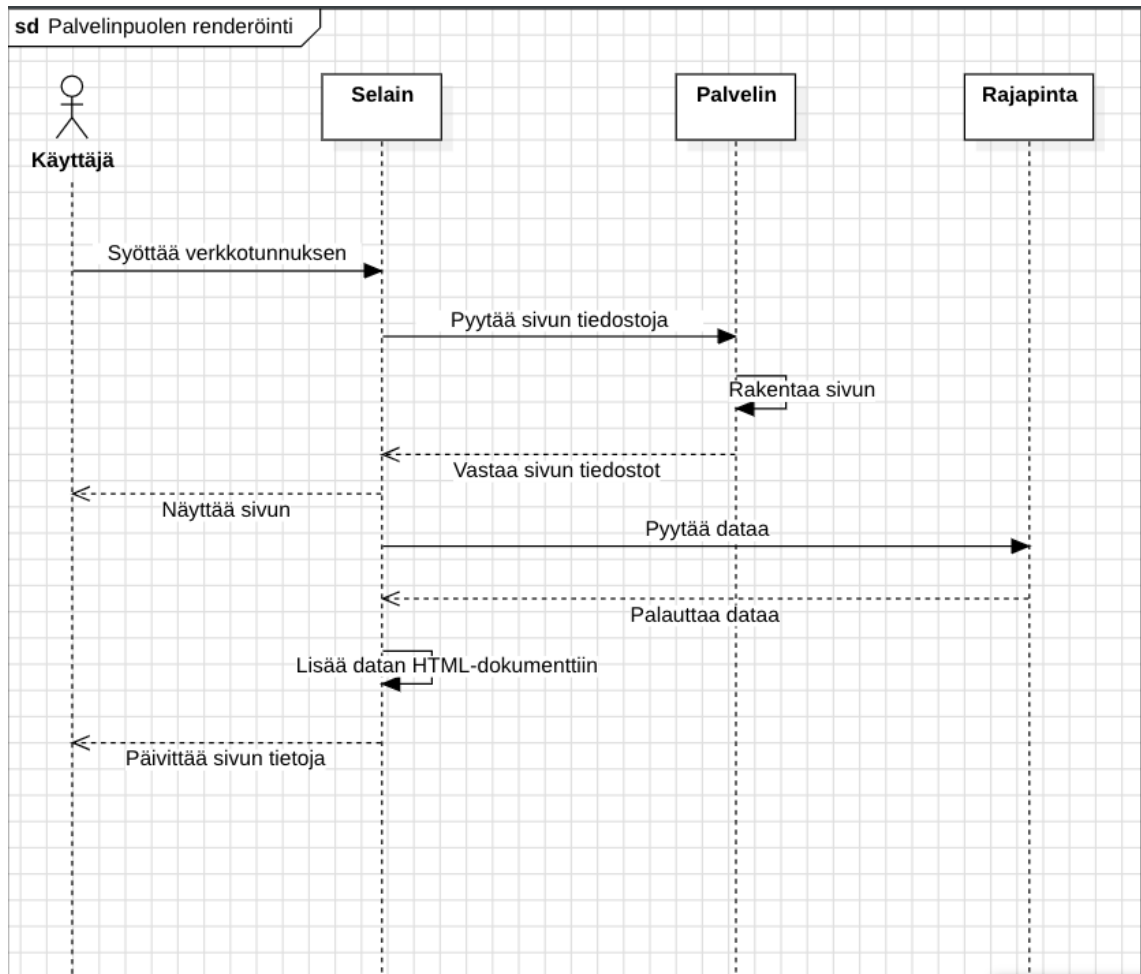 sd Palvelinpuolen renderöinti
Selain
Palvelin
Rajapinta
Käyttäjä
Syöttää verkkotunnuksen
Pyytää sivun tiedostoja
Rakentaa sivun
Vastaa sivun tiedostot
Näyttää sivun
Pyytää dataa
Palauttaa dataa
Lisää datan HTML-dokumenttiin
Päivittää sivun tietoja